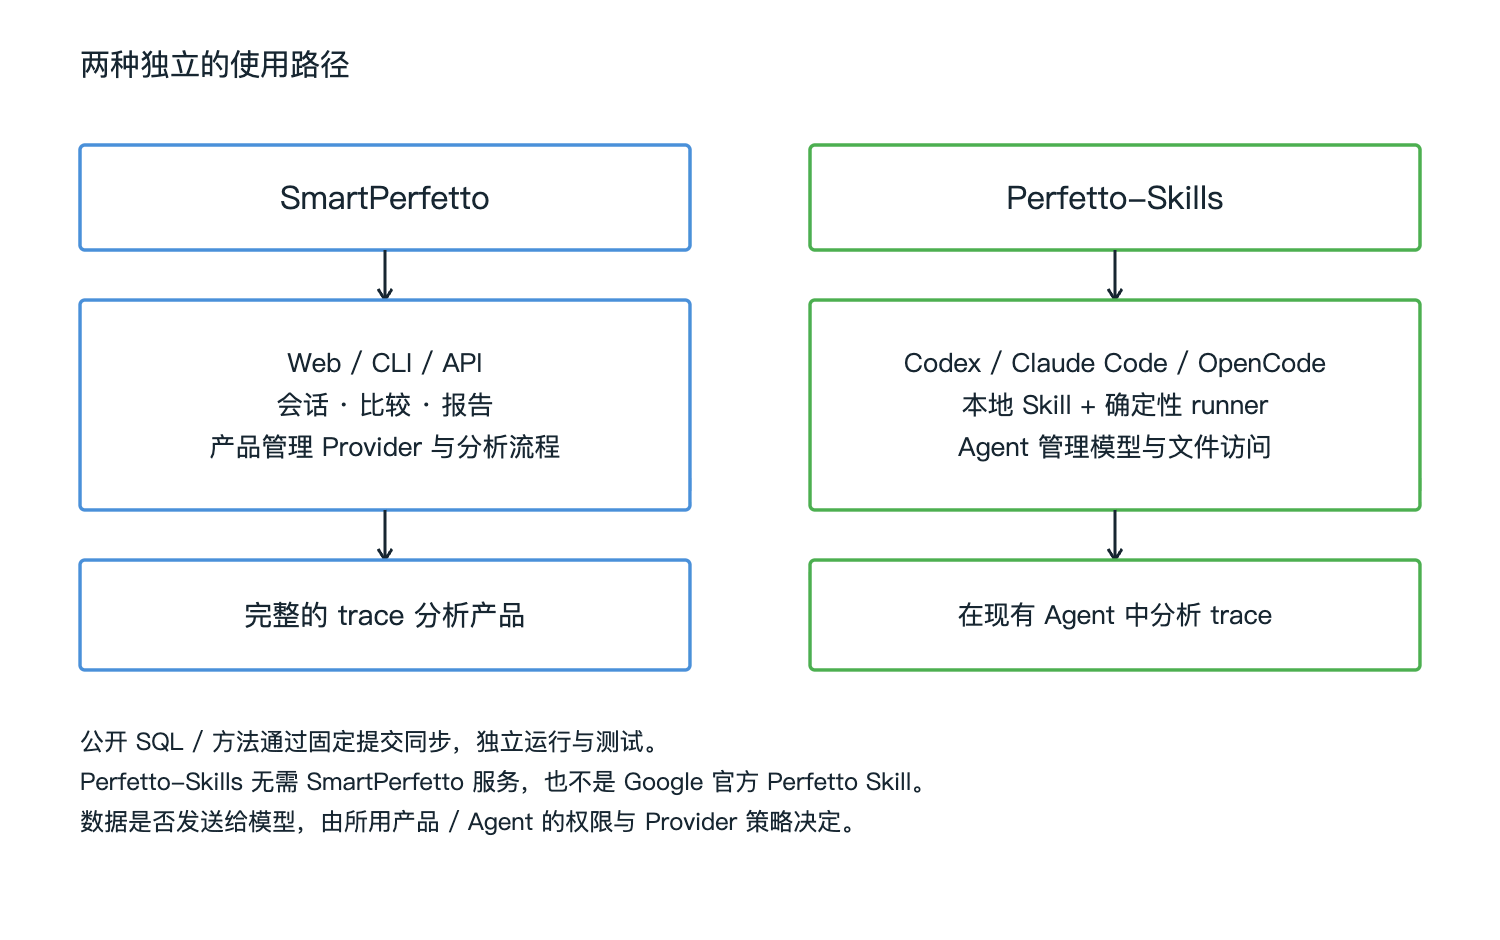 两种独立的使用路径
SmartPerfetto
Web / CLI / API
会话 · 比较 · 报告
产品管理 Provider 与分析流程
完整的 trace 分析产品
Perfetto-Skills
Codex / Claude Code / OpenCode
本地 Skill + 确定性 runner
Agent 管理模型与文件访问
在现有 Agent 中分析 trace
公开 SQL / 方法通过固定提交同步，独立运行与测试。
Perfetto-Skills 无需 SmartPerfetto 服务，也不是 Google 官方 Perfetto Skill。
数据是否发送给模型，由所用产品 / Agent 的权限与 Provider 策略决定。